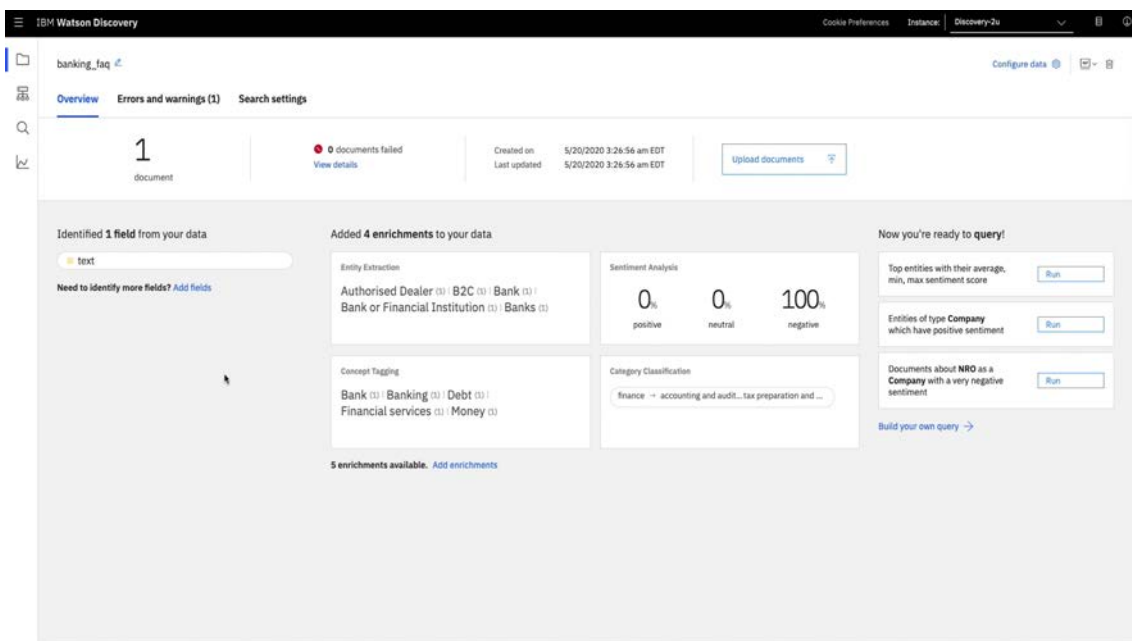 IBM Watson Discovery
Cookie Preferences
Instance:
Discovery-2u
banking_faq
Configure data
Overview
Errors and warnings (1)
Search settings
1
document
0 documents failed
View details
Created on 5/20/2020 3:26:56 am EDT
Last updated 5/20/2020 3:26:56 am EDT
Upload documents
Identified 1 field from your data
text
Need to identify more fields? Add fields
Added 4 enrichments to your data
Entity Extraction
Authorised Dealer (1) | B2C (1) | Bank (1) |
Bank or Financial Institution (1) | Banks (1)
Sentiment Analysis
0% 0% 100%
positive neutral negative
Concept Tagging
Bank (1) | Banking (1) | Debt (1) |
Financial services (1) | Money (1)
Category Classification
finance → accounting and audit... tax preparation and ...
5 enrichments available. Add enrichments
Now you're ready to query!
Top entities with their average,
min, max sentiment score
Run
Entities of type Company
which have positive sentiment
Run
Documents about NRO as a
Company with a very negative
sentiment
Run
Build your own query →